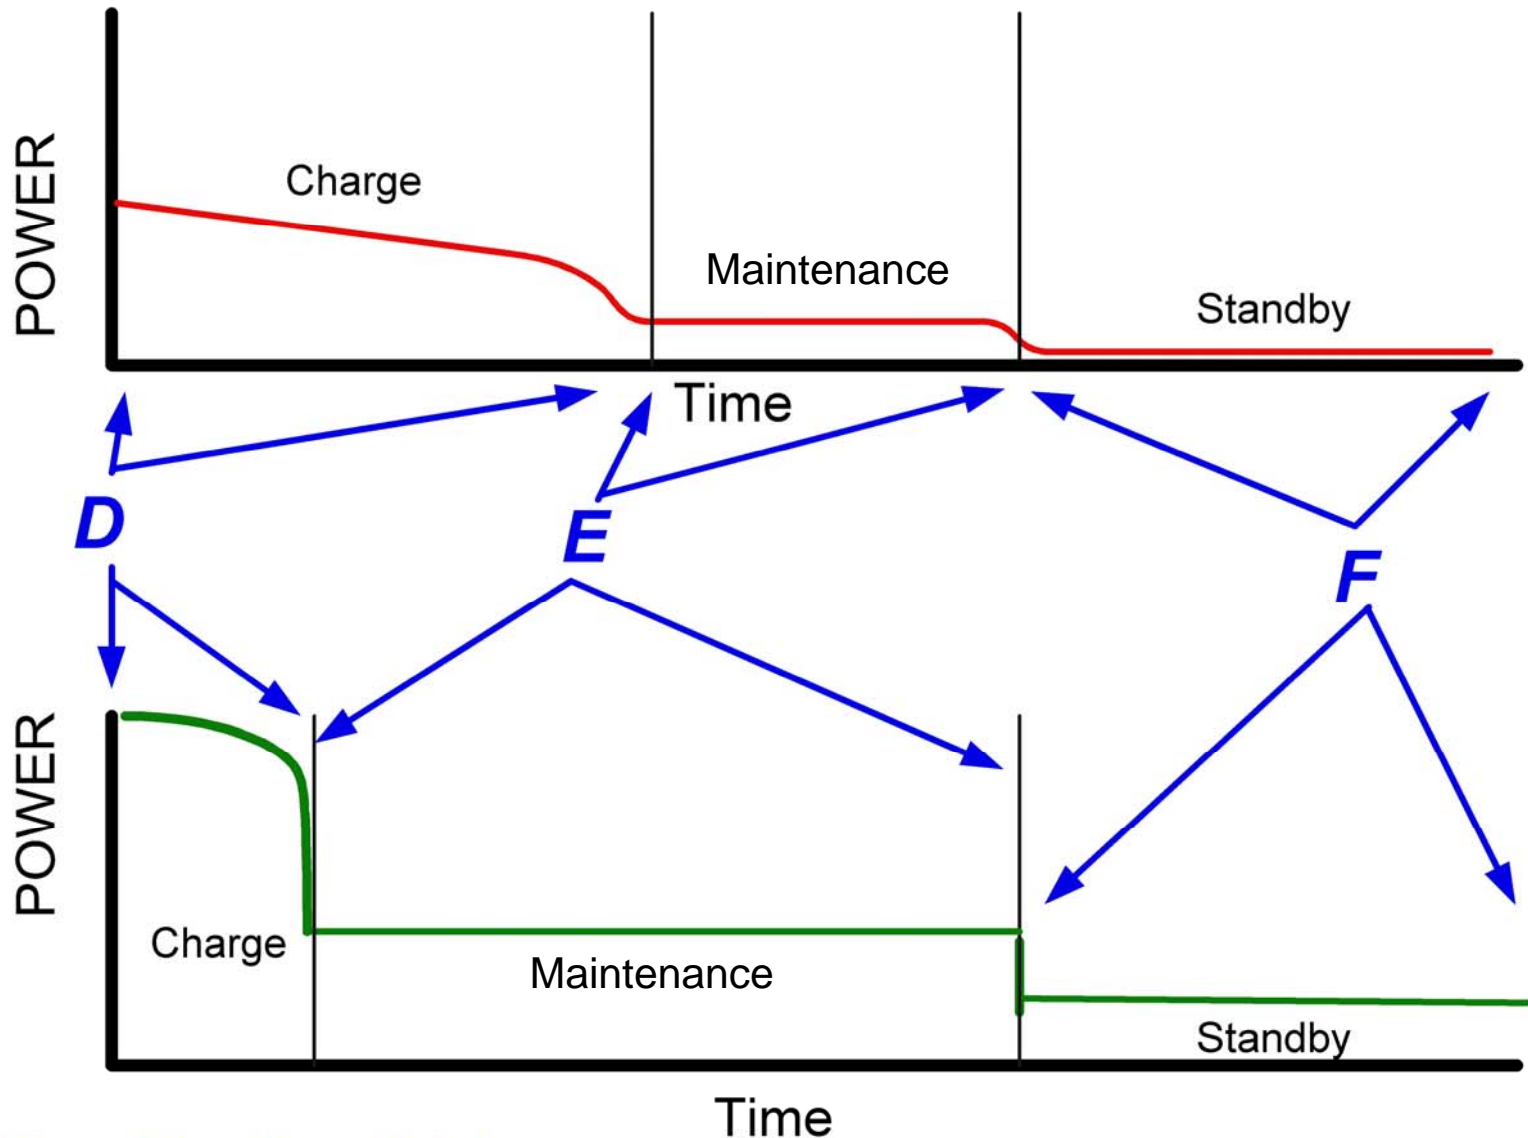 POWER
Charge
Maintenance
Standby
Time
D
E
F
POWER
Charge
Maintenance
Standby
Time